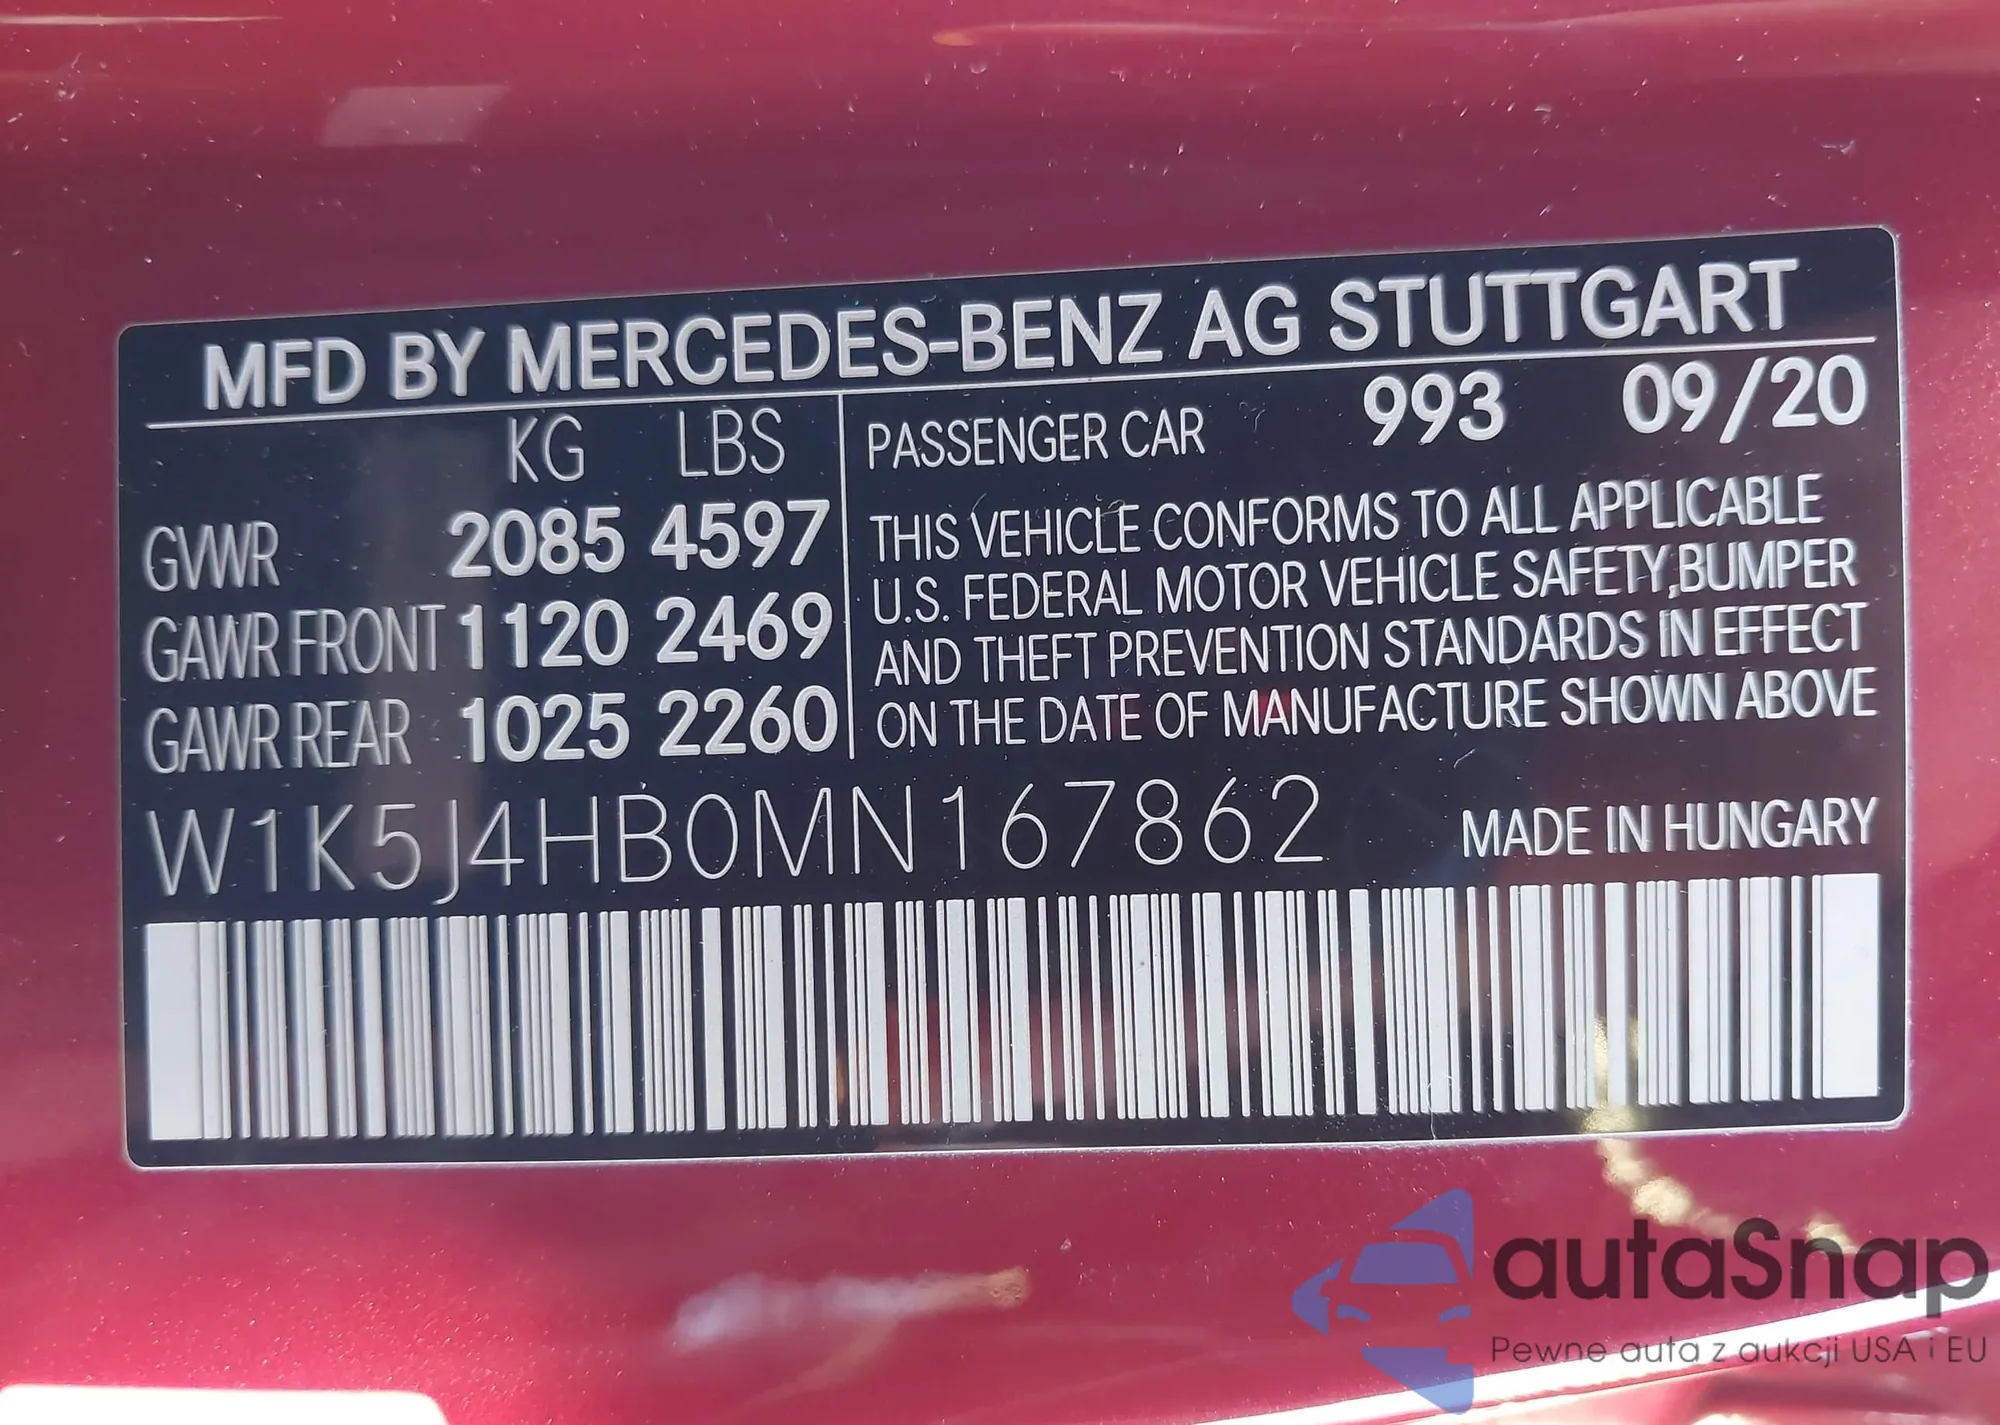 MFD BY MERCEDES-BENZ AG STUTTGART
KG LBS
GVWR 2085 4597
GAWR FRONT 1120 2469
GAWR REAR 1025 2260
PASSENGER CAR 993 09/20
THIS VEHICLE CONFORMS TO ALL APPLICABLE
U.S. FEDERAL MOTOR VEHICLE SAFETY,BUMPER
AND THEFT PREVENTION STANDARDS IN EFFECT
ON THE DATE OF MANUFACTURE SHOWN ABOVE
W1K5J4HB0MN167862
MADE IN HUNGARY
autaSnap
Pewne auta z aukcji USA i EU